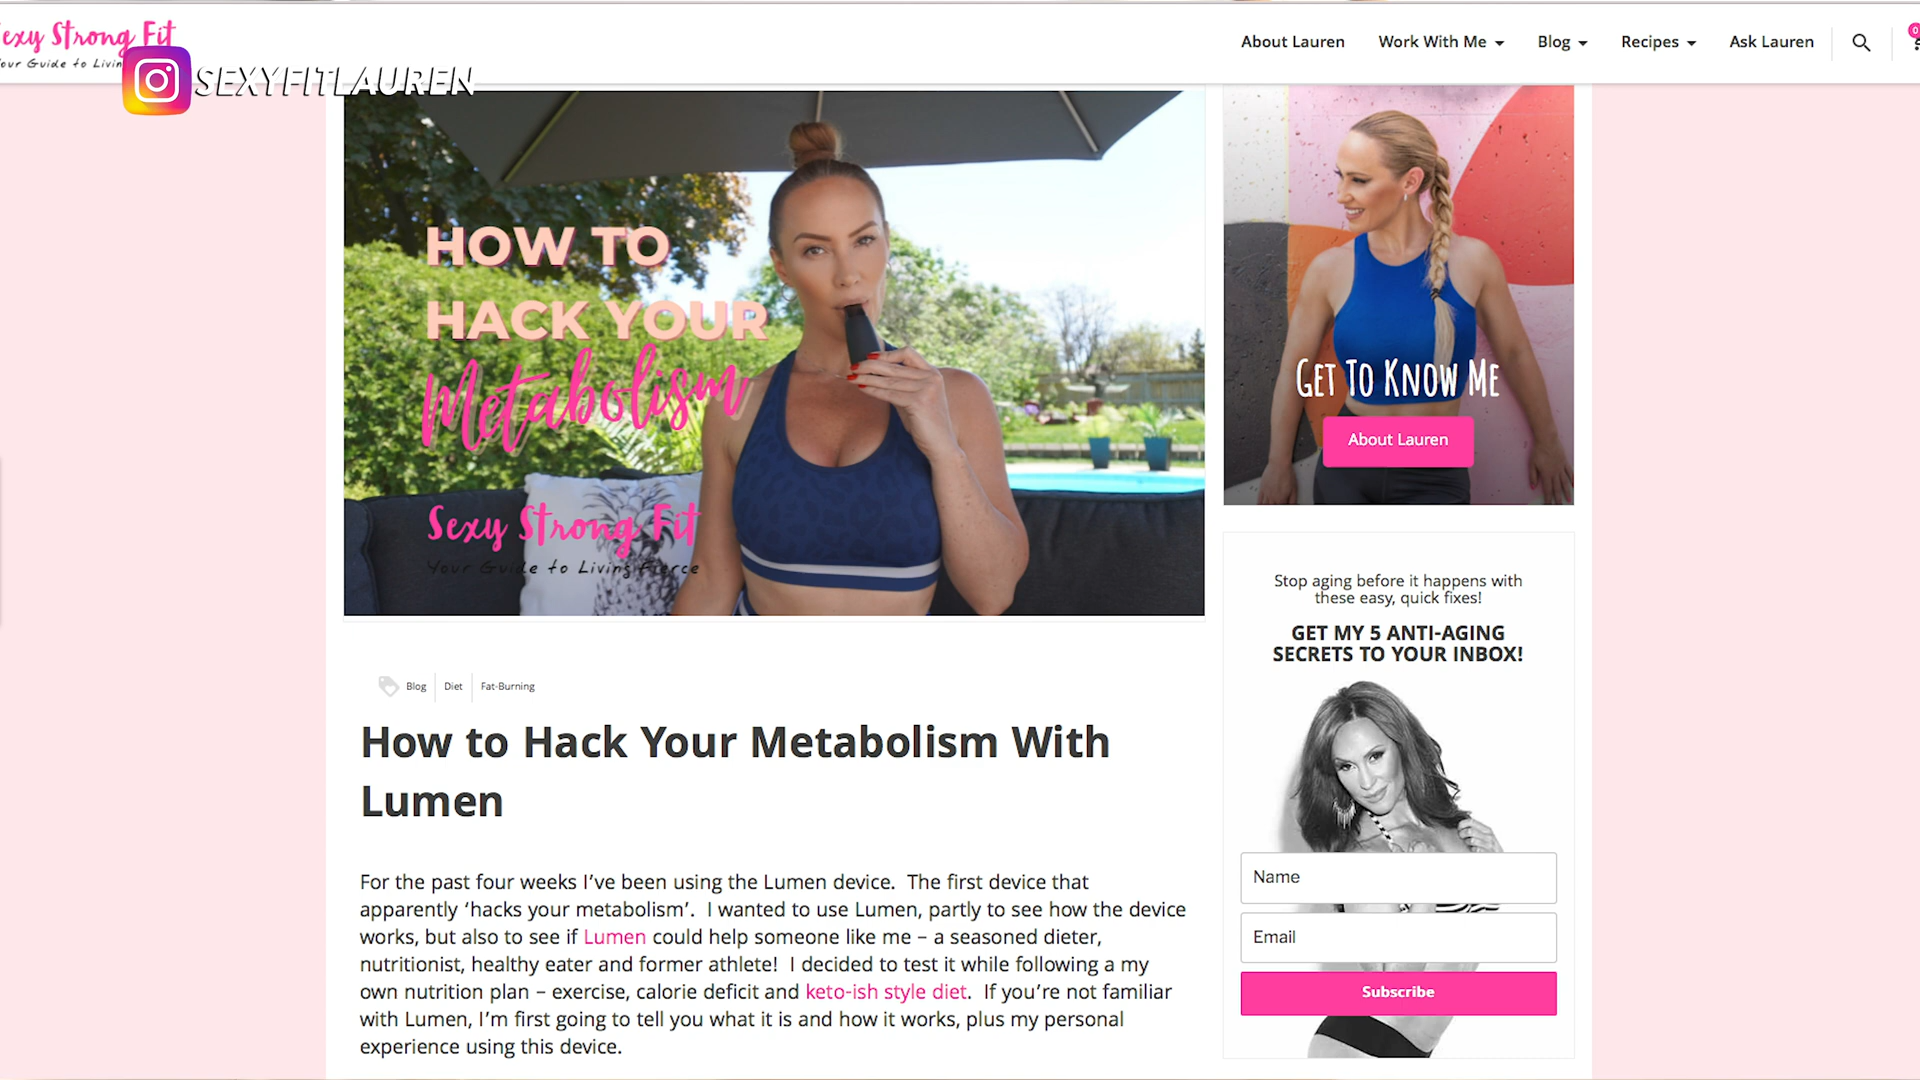 Sexy Strong Fit
Your Guide to Livin
SEXYFITLAUREN
About Lauren
Work With Me
Blog
Recipes
Ask Lauren
0
HOW TO
HACK YOUR
Metabolism
Sexy Strong Fit
Your Guide to Living Fierce
GET TO KNOW ME
About Lauren
Stop aging before it happens with
these easy, quick fixes!
GET MY 5 ANTI-AGING
SECRETS TO YOUR INBOX!
Name
Email
Subscribe
Blog
Diet
Fat-Burning
How to Hack Your Metabolism With
Lumen
For the past four weeks I’ve been using the Lumen device. The first device that
apparently ‘hacks your metabolism’. I wanted to use Lumen, partly to see how the device
works, but also to see if Lumen could help someone like me – a seasoned dieter,
nutritionist, healthy eater and former athlete! I decided to test it while following a my
own nutrition plan – exercise, calorie deficit and keto-ish style diet. If you’re not familiar
with Lumen, I’m first going to tell you what it is and how it works, plus my personal
experience using this device.